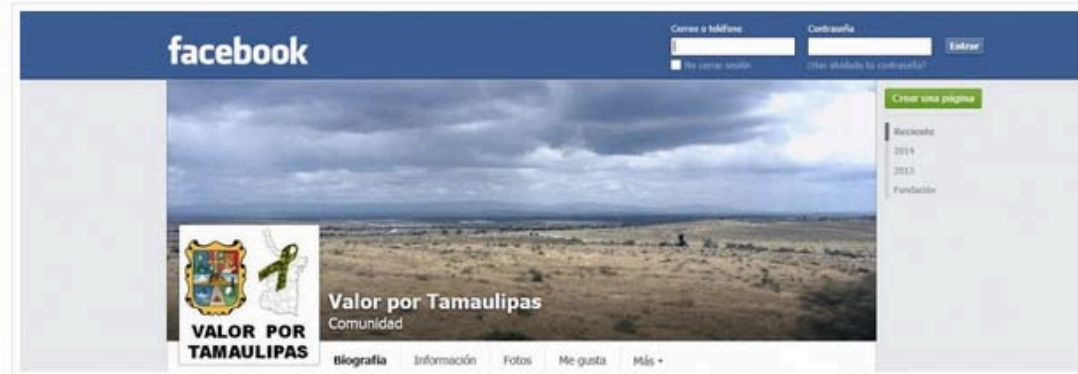 facebook
Correo o teléfono
Contraseña
Entrar
No cerrar sesión
¿Has olvidado tu contraseña?
Crear una página
Reciente
2014
2013
Fundación
VALOR POR
TAMAULIPAS
Valor por Tamaulipas
Comunidad
Biografía
Información
Fotos
Me gusta
Más